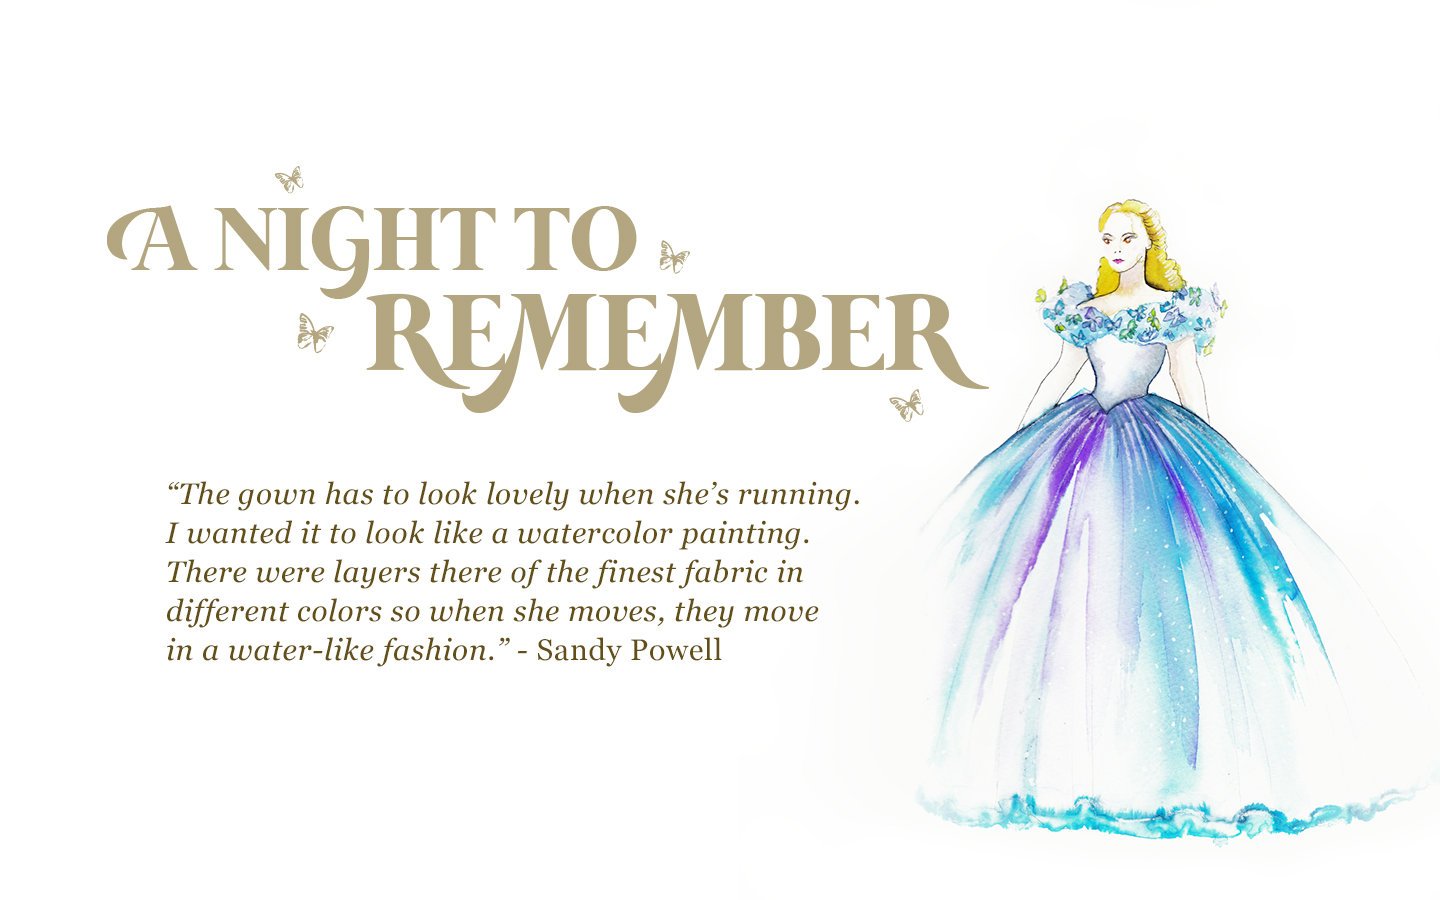 A NIGHT TO
REMEMBER
“The gown has to look lovely when she’s running.
I wanted it to look like a watercolor painting.
There were layers there of the finest fabric in
different colors so when she moves, they move
in a water-like fashion.” - Sandy Powell